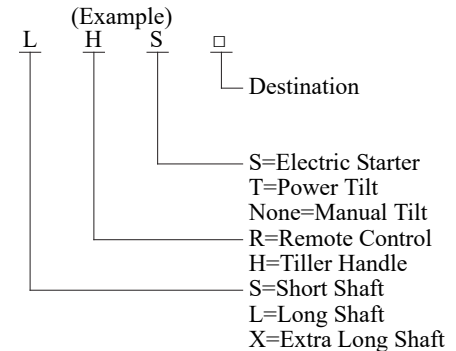 (Example)
L H S □
Destination
S=Electric Starter
T=Power Tilt
None=Manual Tilt
R=Remote Control
H=Tiller Handle
S=Short Shaft
L=Long Shaft
X=Extra Long Shaft